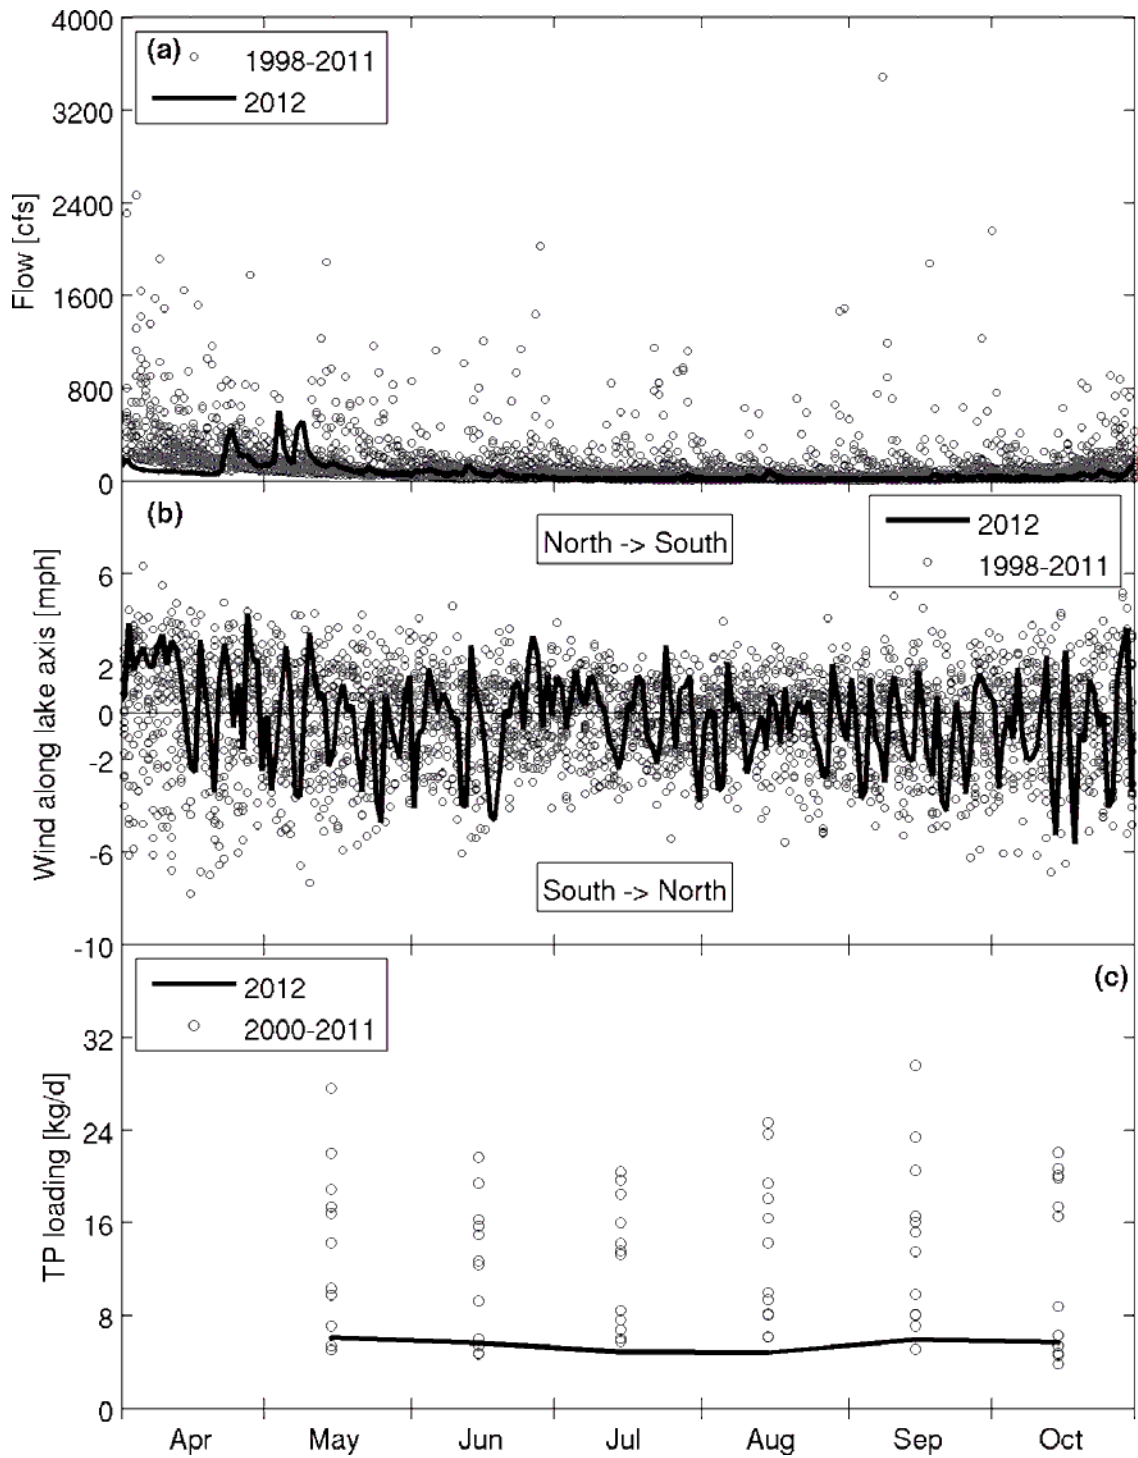 4000
(a)
1998-2011
2012
3200
2400
1600
800
0
Flow [cfs]
(b)
North -> South
2012
1998-2011
6
2
0
-2
-6
-10
Wind along lake axis [mph]
South -> North
2012
2000-2011
(c)
32
24
16
8
0
TP loading [kg/d]
Apr May Jun Jul Aug Sep Oct